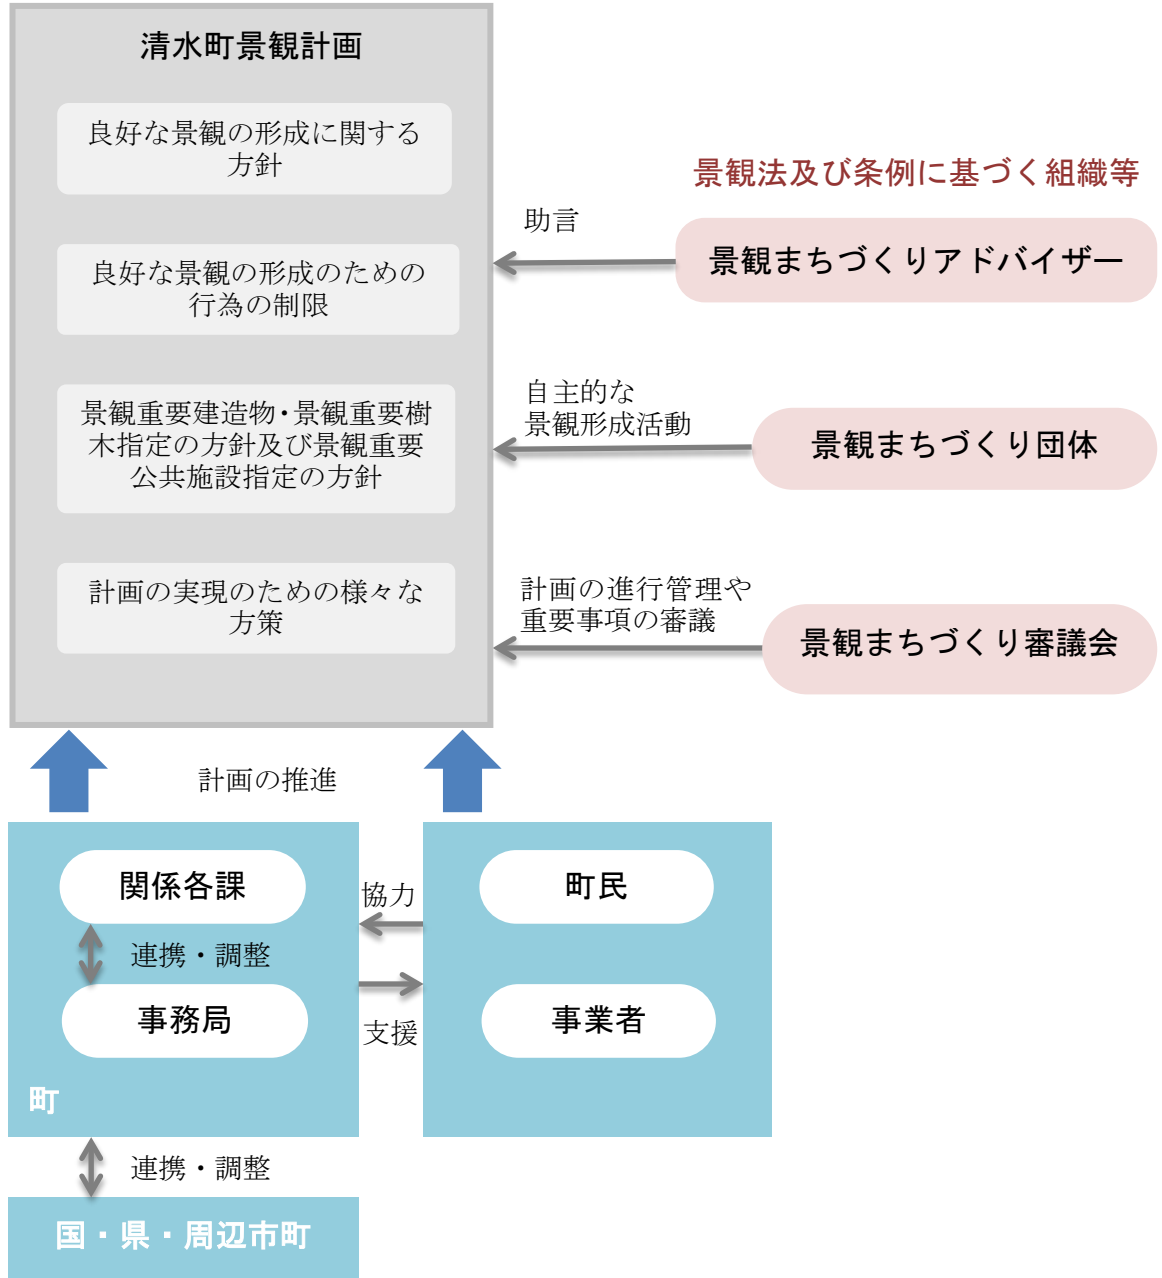 清水町景観計画
良好な景観の形成に関する
方針
良好な景観の形成のための
行為の制限
景観重要建造物・景観重要樹
木指定の方針及び景観重要
公共施設指定の方針
計画の実現のための様々な
方策
景観法及び条例に基づく組織等
助言
景観まちづくりアドバイザー
自主的な
景観形成活動
景観まちづくり団体
計画の進行管理や
重要事項の審議
景観まちづくり審議会
計画の推進
関係各課
連携・調整
事務局
町
協力
支援
町民
事業者
連携・調整
国・県・周辺市町